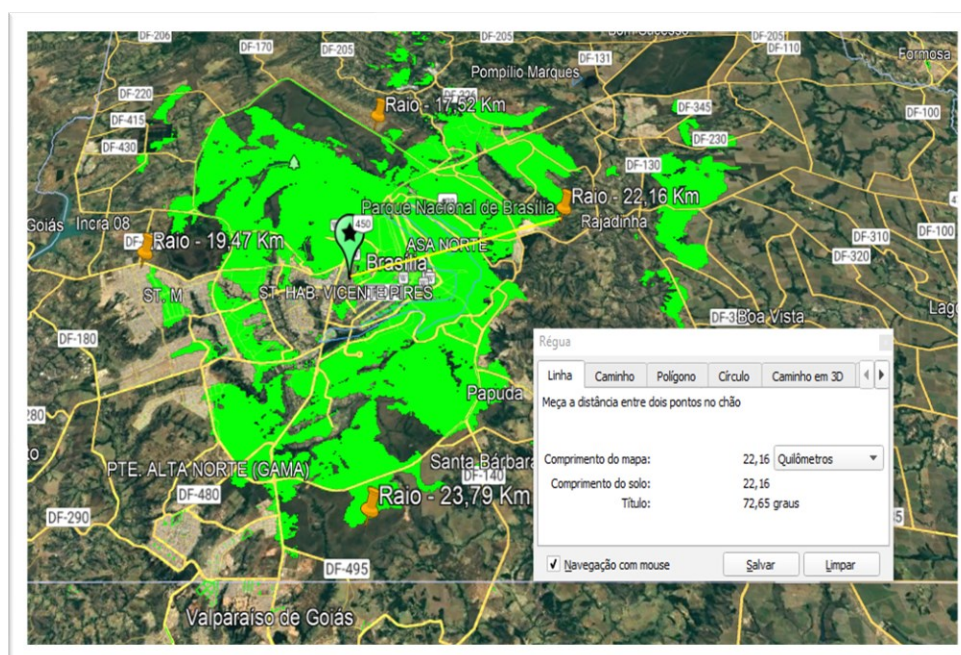 DF-206
DF-205
DF-205
DF-205
DF-170
DF-131
DF-110
Formosa
Pompílio Marques
DF-220
DF-326
Raio - 17,52 Km
DF-345
DF-100
DF-415
DF-230
DF-430
DF-130
Raio - 22,16 Km
Parque Nacional de Brasília
Goiás
Incra 08
450
Rajadinha
DF-310
DF-100
Raio - 19,47 Km
ASA NORTE
DF-320
Brasília
ST. M
ST. HAB. VICENTE PIRES
Boa Vista
DF-180
Papuda
PTE. ALTA NORTE (GAMA)
Santa Bárbara
DF-140
DF-480
Raio - 23,79 Km
DF-290
DF-495
Valparaíso de Goiás
Régua
Linha Caminho Polígono Círculo Caminho em 3D
Meça a distância entre dois pontos no chão
Comprimento do mapa: 22,16 Quilômetros
Comprimento do solo: 22,16
Título: 72,65 graus
Navegação com mouse Salvar Limpar